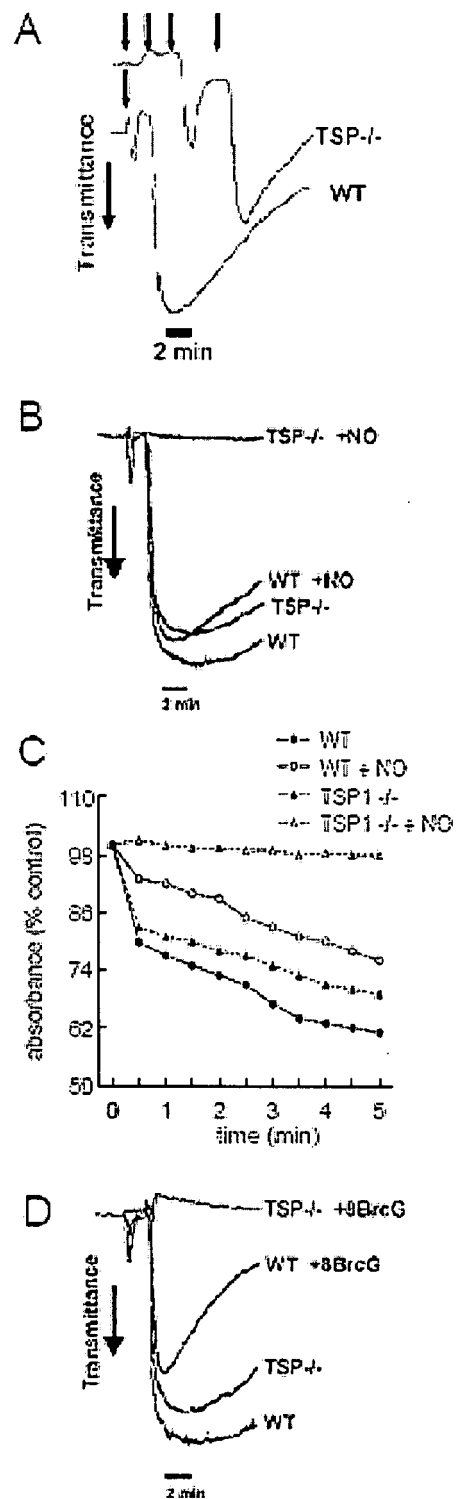 A
Transmittance
TSP-/-
WT
2 min
B
Transmittance
TSP-/- +NO
WT +NO
TSP-/-
WT
2 min
C
WT
WT + NO
TSP1 -/-
TSP1 -/- + NO
absorbance (% control)
110
98
86
74
62
50
0 1 2 3 4 5
time (min)
D
Transmittance
TSP-/- +8BrcG
WT +8BrcG
TSP-/-
WT
2 min